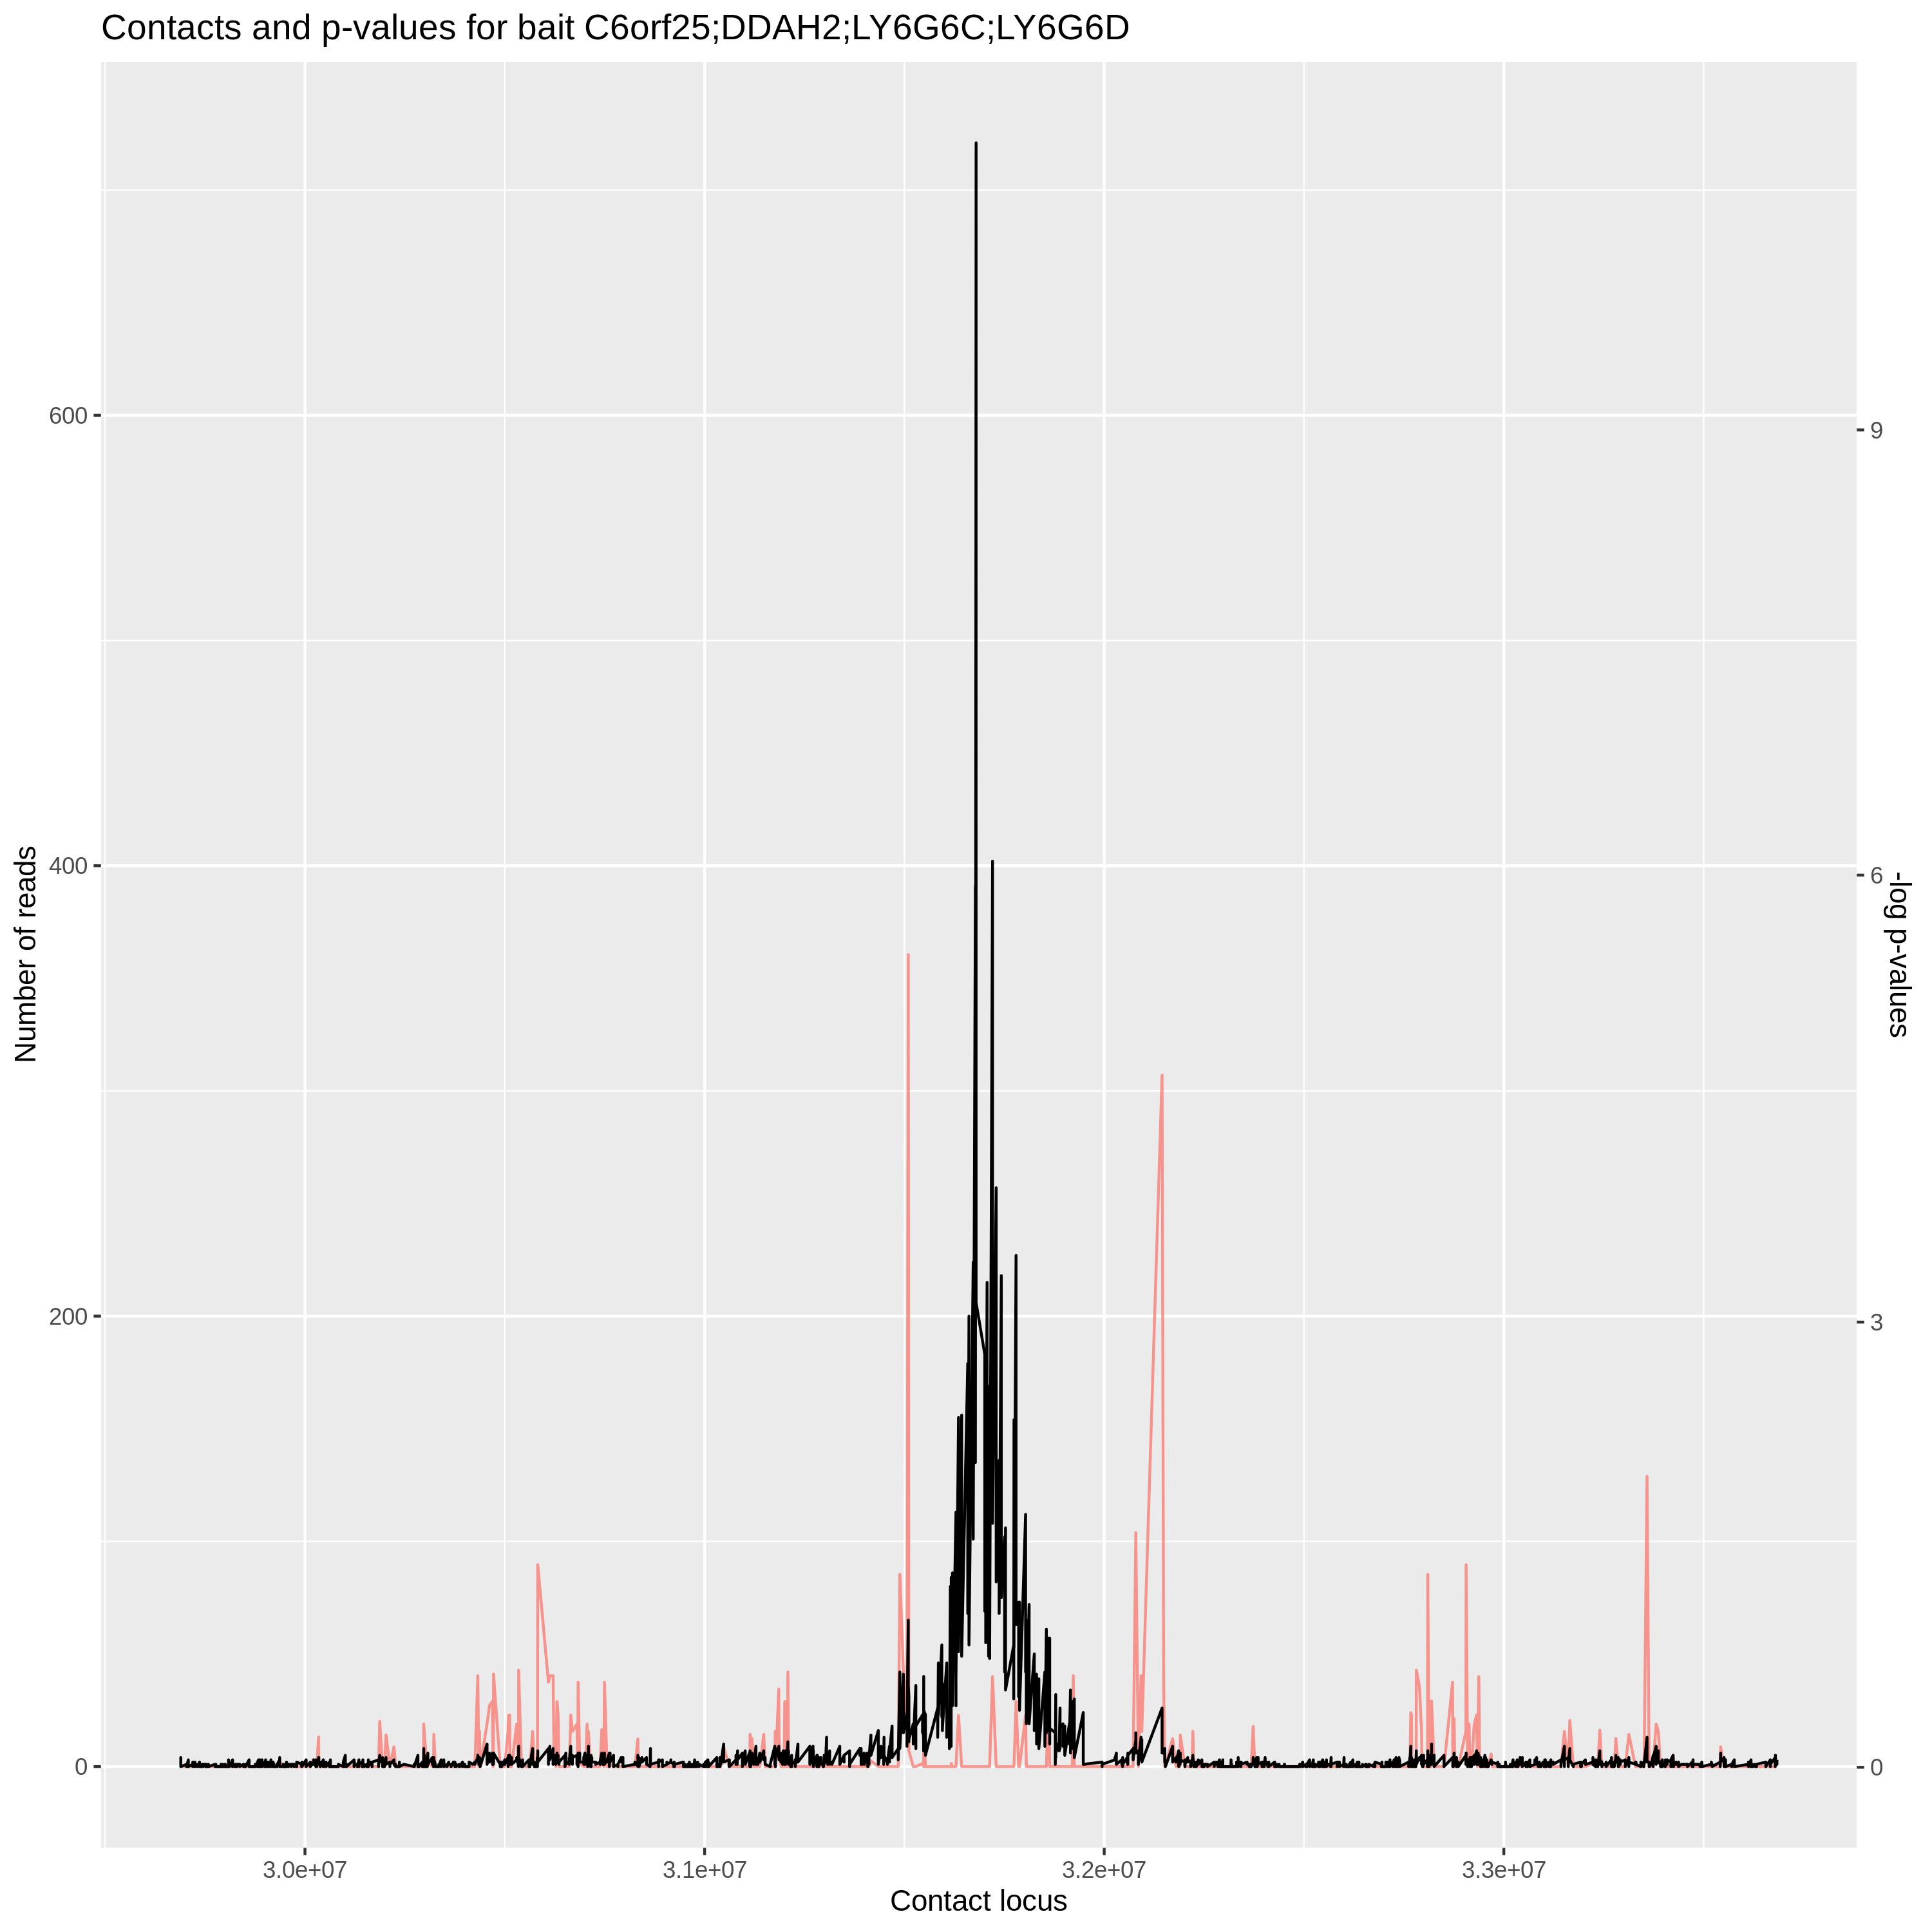 Contacts and p-values for bait C6orf25;DDAH2;LY6G6C;LY6G6D
Number of reads
600
400
200
0
9
6
3
0
-log p-values
3.0e+07
3.1e+07
3.2e+07
3.3e+07
Contact locus